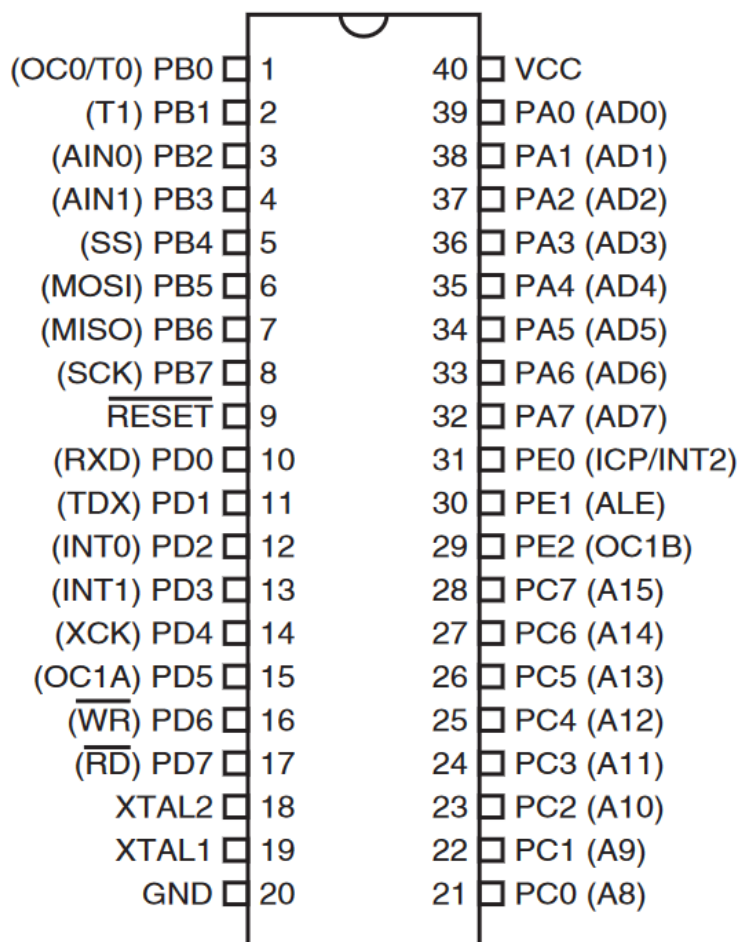 (OC0/T0) PB0 1 40 VCC
(T1) PB1 2 39 PA0 (AD0)
(AIN0) PB2 3 38 PA1 (AD1)
(AIN1) PB3 4 37 PA2 (AD2)
(SS) PB4 5 36 PA3 (AD3)
(MOSI) PB5 6 35 PA4 (AD4)
(MISO) PB6 7 34 PA5 (AD5)
(SCK) PB7 8 33 PA6 (AD6)
RESET 9 32 PA7 (AD7)
(RXD) PD0 10 31 PE0 (ICP/INT2)
(TDX) PD1 11 30 PE1 (ALE)
(INT0) PD2 12 29 PE2 (OC1B)
(INT1) PD3 13 28 PC7 (A15)
(XCK) PD4 14 27 PC6 (A14)
(OC1A) PD5 15 26 PC5 (A13)
(WR) PD6 16 25 PC4 (A12)
(RD) PD7 17 24 PC3 (A11)
XTAL2 18 23 PC2 (A10)
XTAL1 19 22 PC1 (A9)
GND 20 21 PC0 (A8)